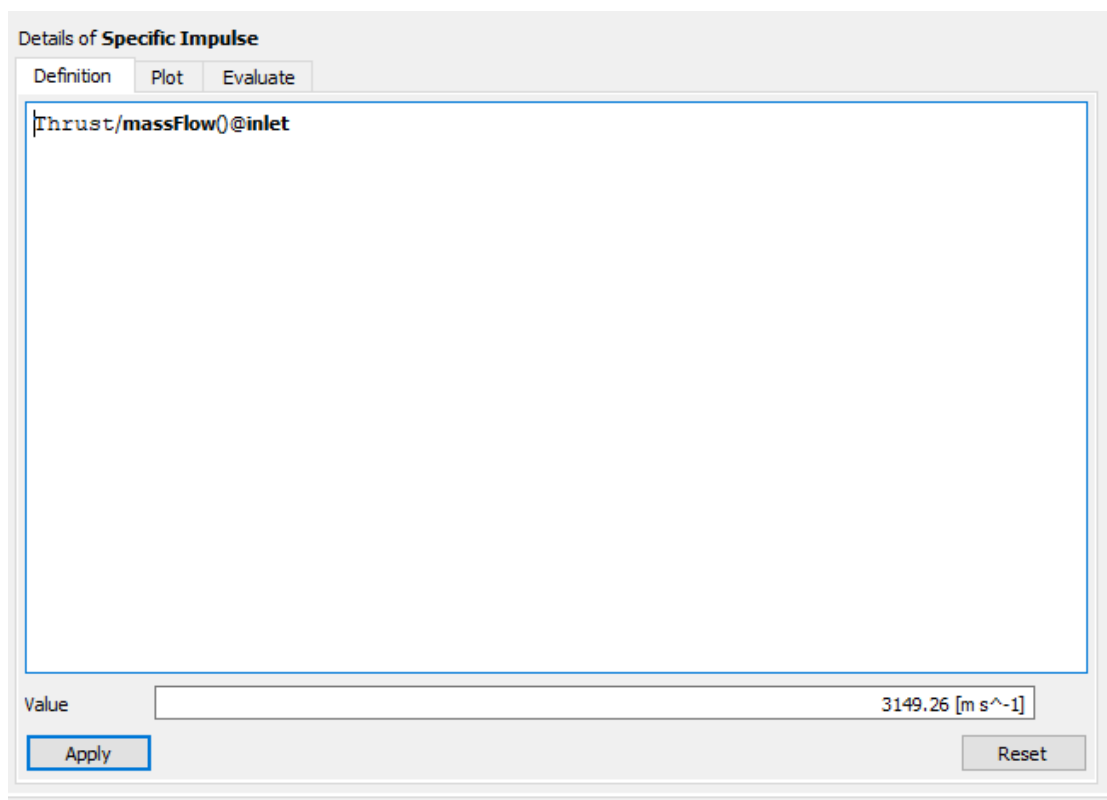 Details of Specific Impulse
Definition Plot Evaluate
Thrust/massFlow()@inlet
Value 3149.26 [m s^-1]
Apply Reset